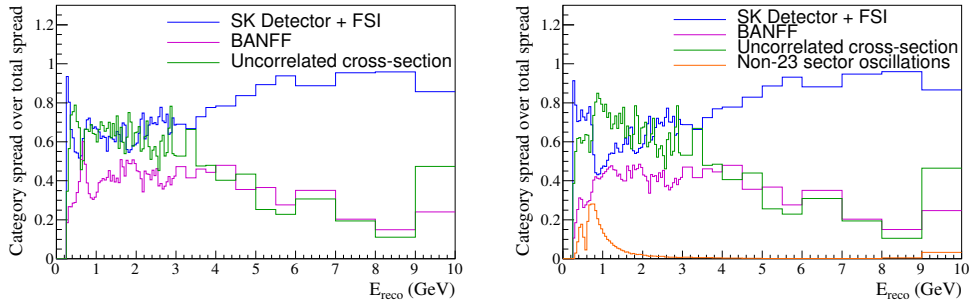 Category spread over total spread
SK Detector + FSI
BANFF
Uncorrelated cross-section
1.2
1
0.8
0.6
0.4
0.2
0
0 1 2 3 4 5 6 7 8 9 10
E_reco (GeV)
Category spread over total spread
SK Detector + FSI
BANFF
Uncorrelated cross-section
Non-23 sector oscillations
1.2
1
0.8
0.6
0.4
0.2
0
0 1 2 3 4 5 6 7 8 9 10
E_reco (GeV)